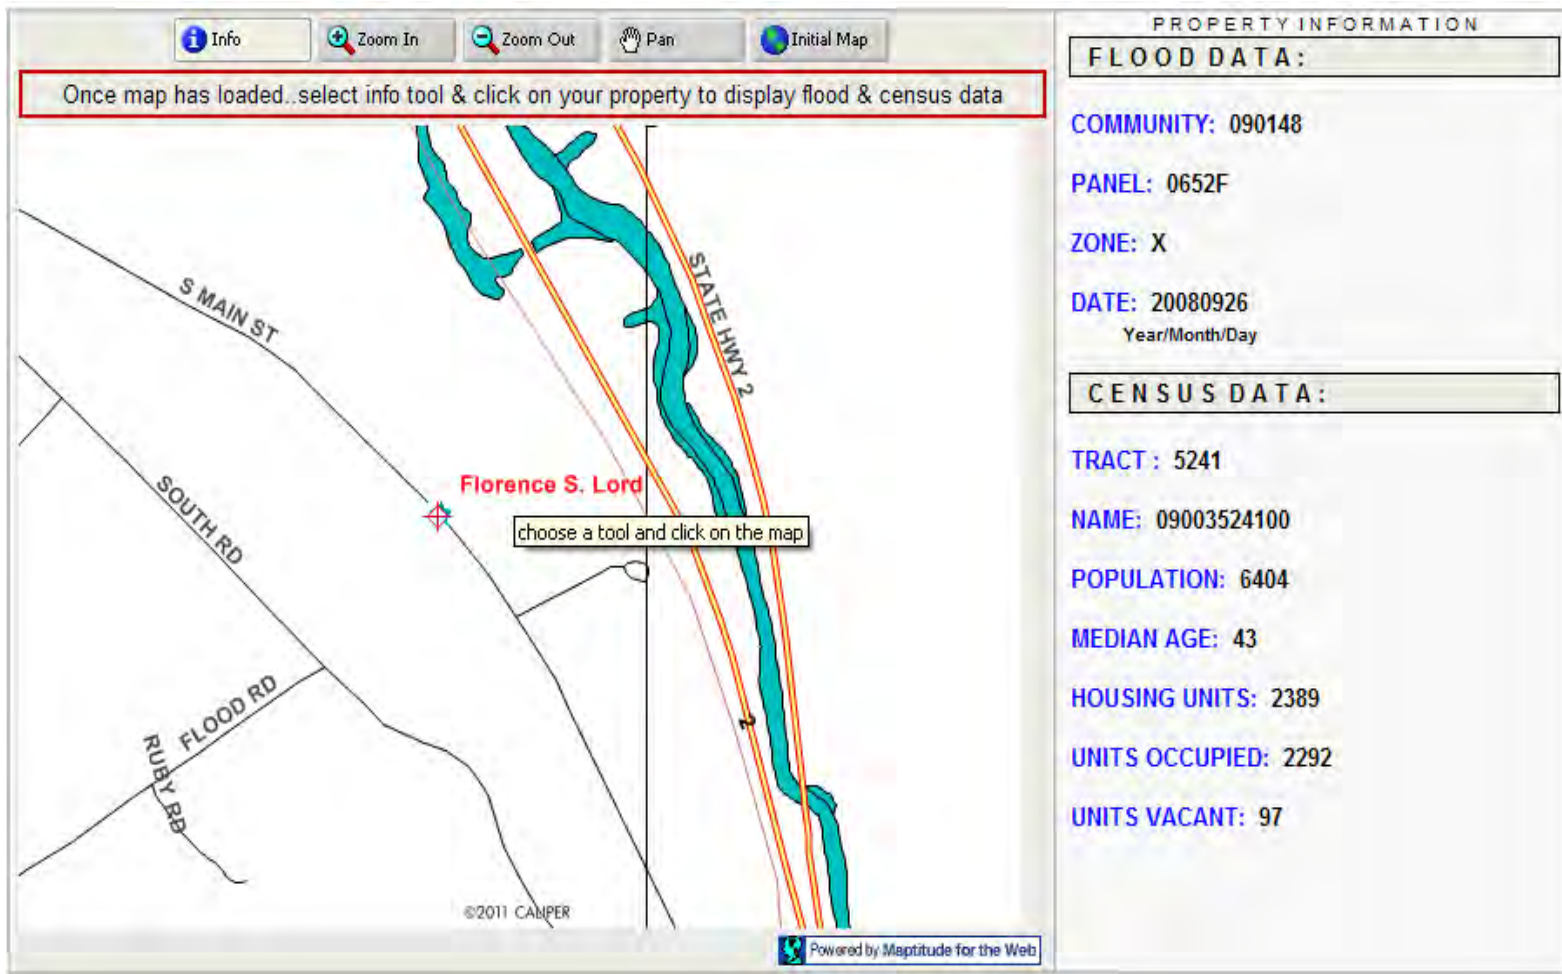 Info
Zoom In
Zoom Out
Pan
Initial Map
Once map has loaded..select info tool & click on your property to display flood & census data
S MAIN ST
STATE HWY 2
SOUTH RD
Florence S. Lord
choose a tool and click on the map
FLOOD RD
RUBY RD
2
©2011 CALIPER
Powered by Maptitude for the Web
PROPERTY INFORMATION
FLOOD DATA:
COMMUNITY: 090148
PANEL: 0652F
ZONE: X
DATE: 20080926
Year/Month/Day
CENSUS DATA:
TRACT : 5241
NAME: 09003524100
POPULATION: 6404
MEDIAN AGE: 43
HOUSING UNITS: 2389
UNITS OCCUPIED: 2292
UNITS VACANT: 97